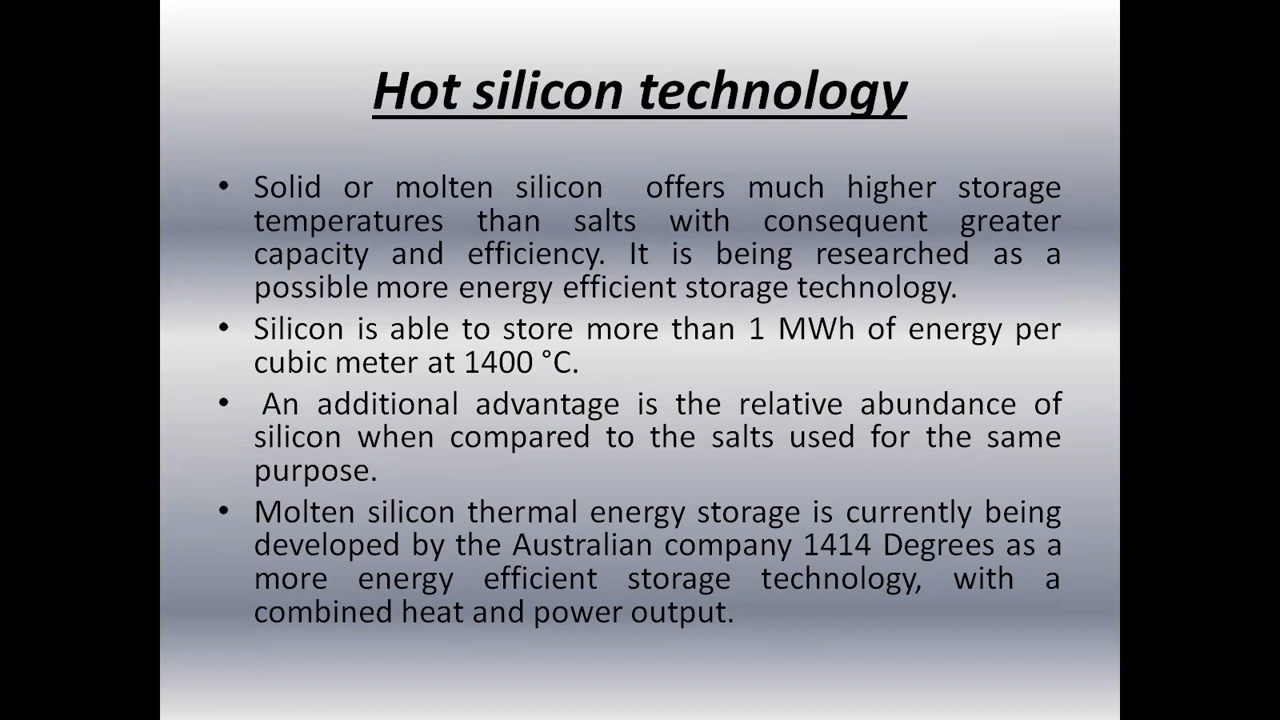 Hot silicon technology
• Solid or molten silicon offers much higher storage
temperatures than salts with consequent greater
capacity and efficiency. It is being researched as a
possible more energy efficient storage technology.
• Silicon is able to store more than 1 MWh of energy per
cubic meter at 1400 °C.
• An additional advantage is the relative abundance of
silicon when compared to the salts used for the same
purpose.
• Molten silicon thermal energy storage is currently being
developed by the Australian company 1414 Degrees as a
more energy efficient storage technology, with a
combined heat and power output.